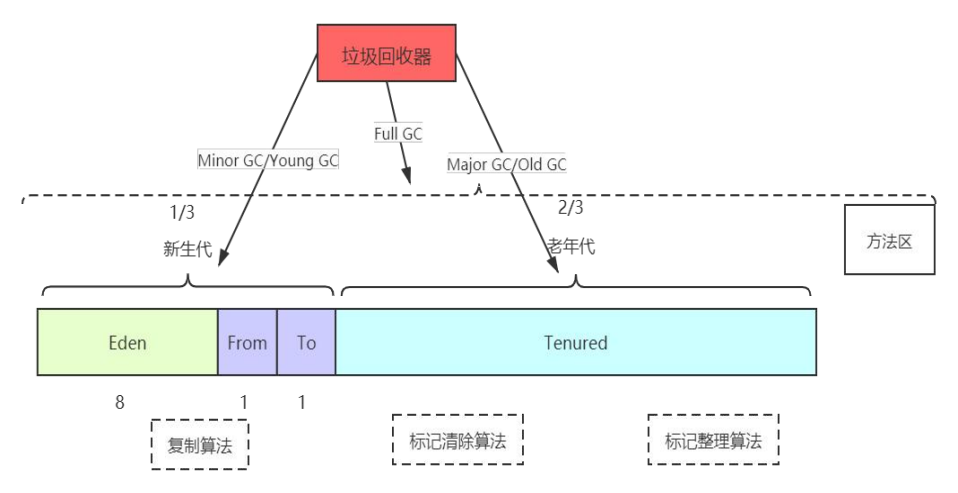 垃圾回收器
Full GC
Minor GC/Young GC
Major GC/Old GC
1/3
2/3
新生代
老年代
方法区
Eden
From
To
Tenured
8
1
1
复制算法
标记清除算法
标记整理算法